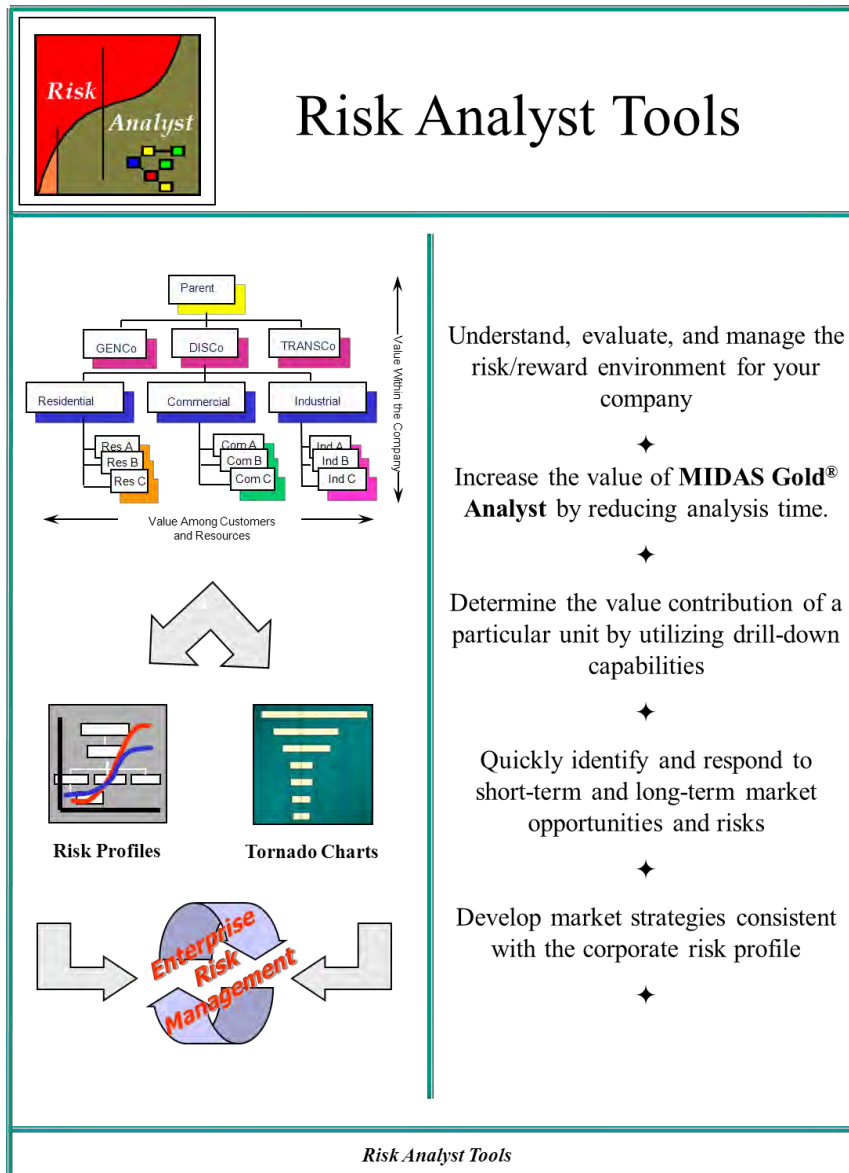 Risk
Analyst
Risk Analyst Tools
Parent
GENCo
DISCo
TRANSCo
Residential
Commercial
Industrial
Res A
Res B
Res C
Com A
Com B
Com C
Ind A
Ind B
Ind C
Value Within the Company
Value Among Customers
and Resources
Risk Profiles
Tornado Charts
Enterprise
Risk
Management
Understand, evaluate, and manage the
risk/reward environment for your
company
Increase the value of MIDAS Gold®
Analyst by reducing analysis time.
Determine the value contribution of a
particular unit by utilizing drill-down
capabilities
Quickly identify and respond to
short-term and long-term market
opportunities and risks
Develop market strategies consistent
with the corporate risk profile
Risk Analyst Tools